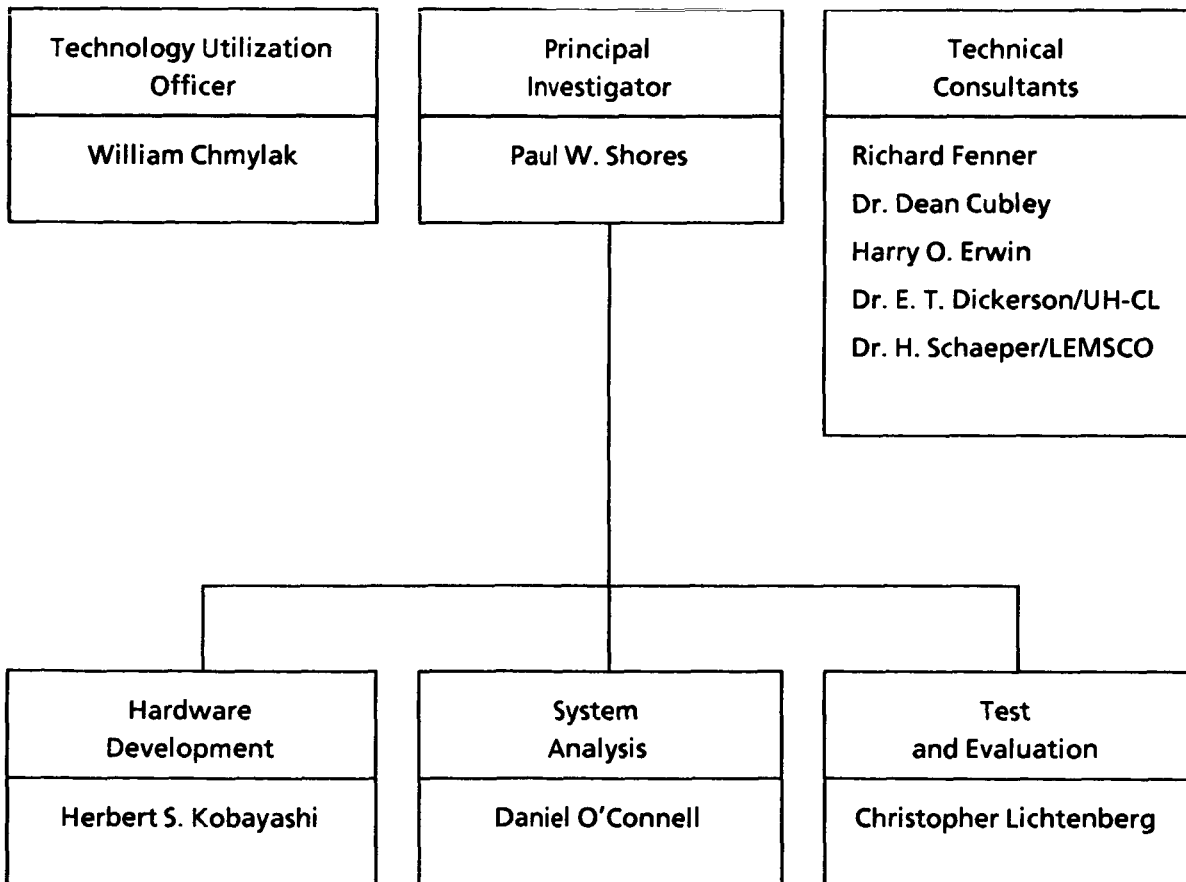 Technology Utilization
Officer
William Chmylak
Principal
Investigator
Paul W. Shores
Technical
Consultants
Richard Fenner
Dr. Dean Cubley
Harry O. Erwin
Dr. E. T. Dickerson/UH-CL
Dr. H. Schaeper/LEMSCO
Hardware
Development
Herbert S. Kobayashi
System
Analysis
Daniel O'Connell
Test
and Evaluation
Christopher Lichtenberg